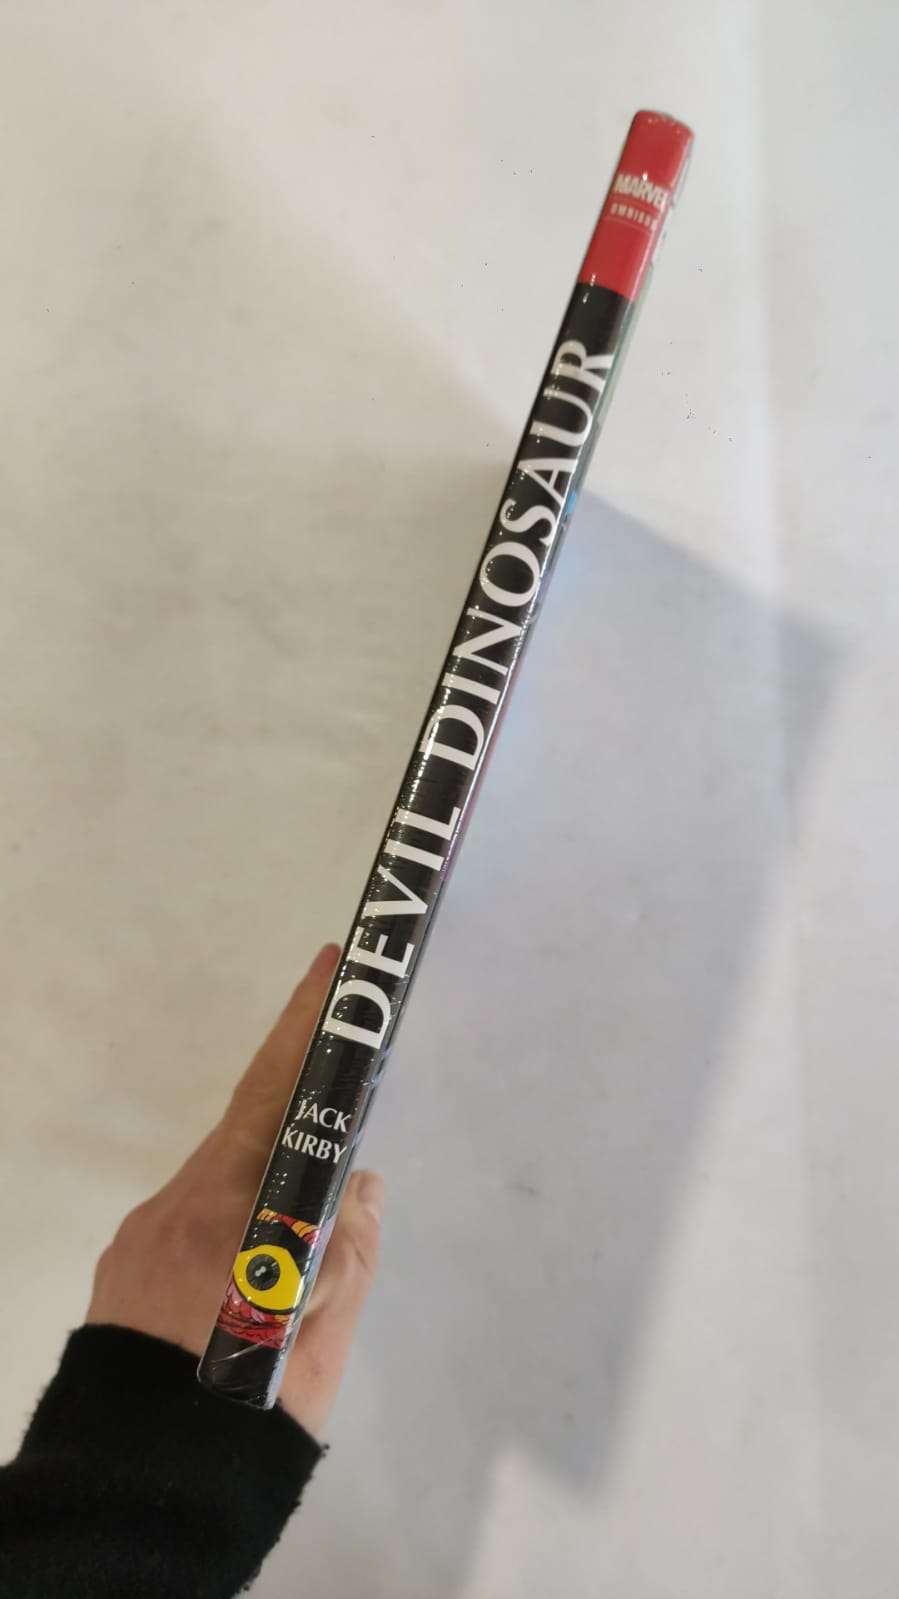 MARVEL
OMNIBUS
DEVIL DINOSAUR
JACK
KIRBY